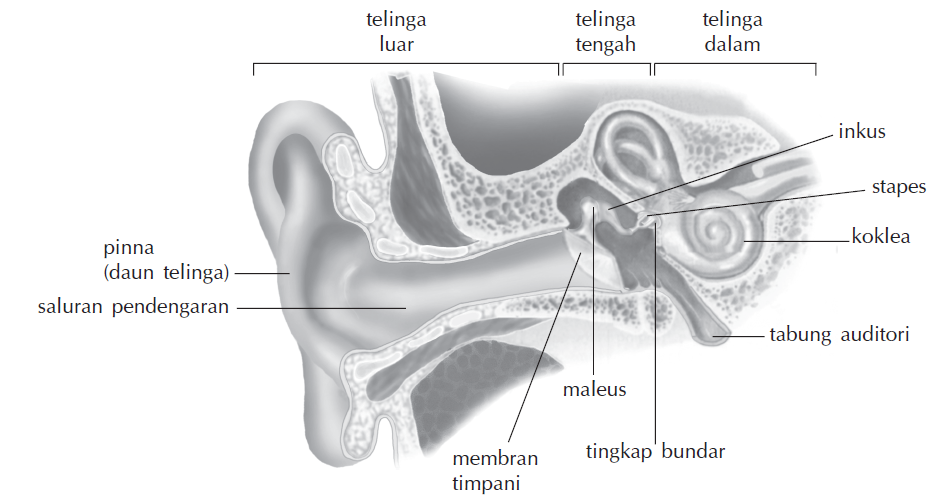 telinga
luar
telinga
tengah
telinga
dalam
inkus
stapes
koklea
pinna
(daun telinga)
saluran pendengaran
tabung auditori
maleus
tingkap bundar
membran
timpani